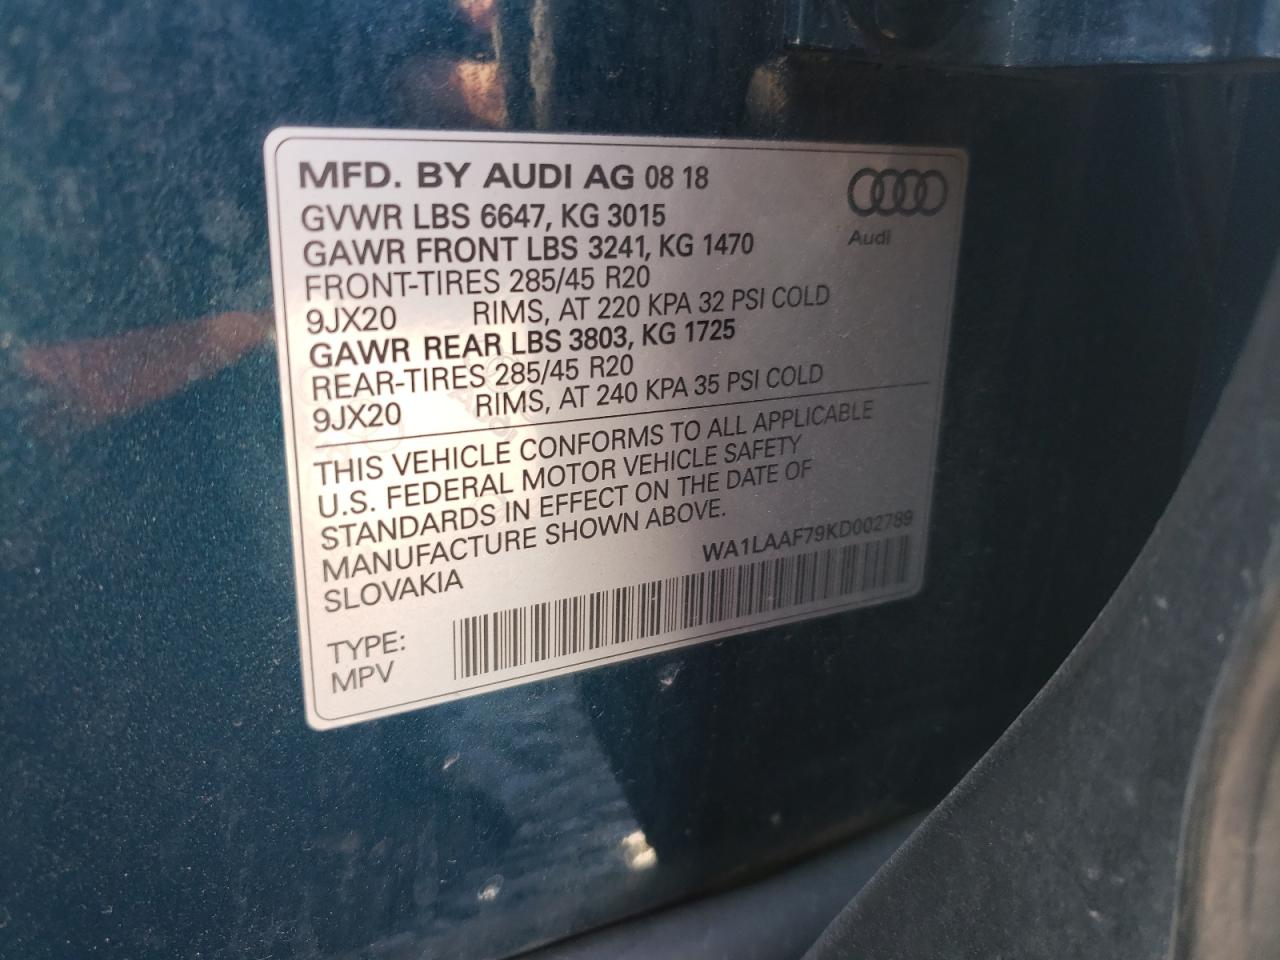 MFD. BY AUDI AG 08 18
Audi
GVWR LBS 6647, KG 3015
GAWR FRONT LBS 3241, KG 1470
FRONT-TIRES 285/45 R20
9JX20 RIMS, AT 220 KPA 32 PSI COLD
GAWR REAR LBS 3803, KG 1725
REAR-TIRES 285/45 R20
9JX20 RIMS, AT 240 KPA 35 PSI COLD
THIS VEHICLE CONFORMS TO ALL APPLICABLE
U.S. FEDERAL MOTOR VEHICLE SAFETY
STANDARDS IN EFFECT ON THE DATE OF
MANUFACTURE SHOWN ABOVE.
SLOVAKIA
WA1LAAF79KD002789
TYPE:
MPV